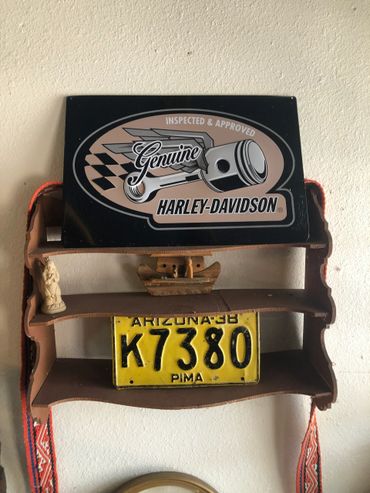 INSPECTED & APPROVED
Genuine
HARLEY-DAVIDSON
ARIZONA-38
K7380
PIMA